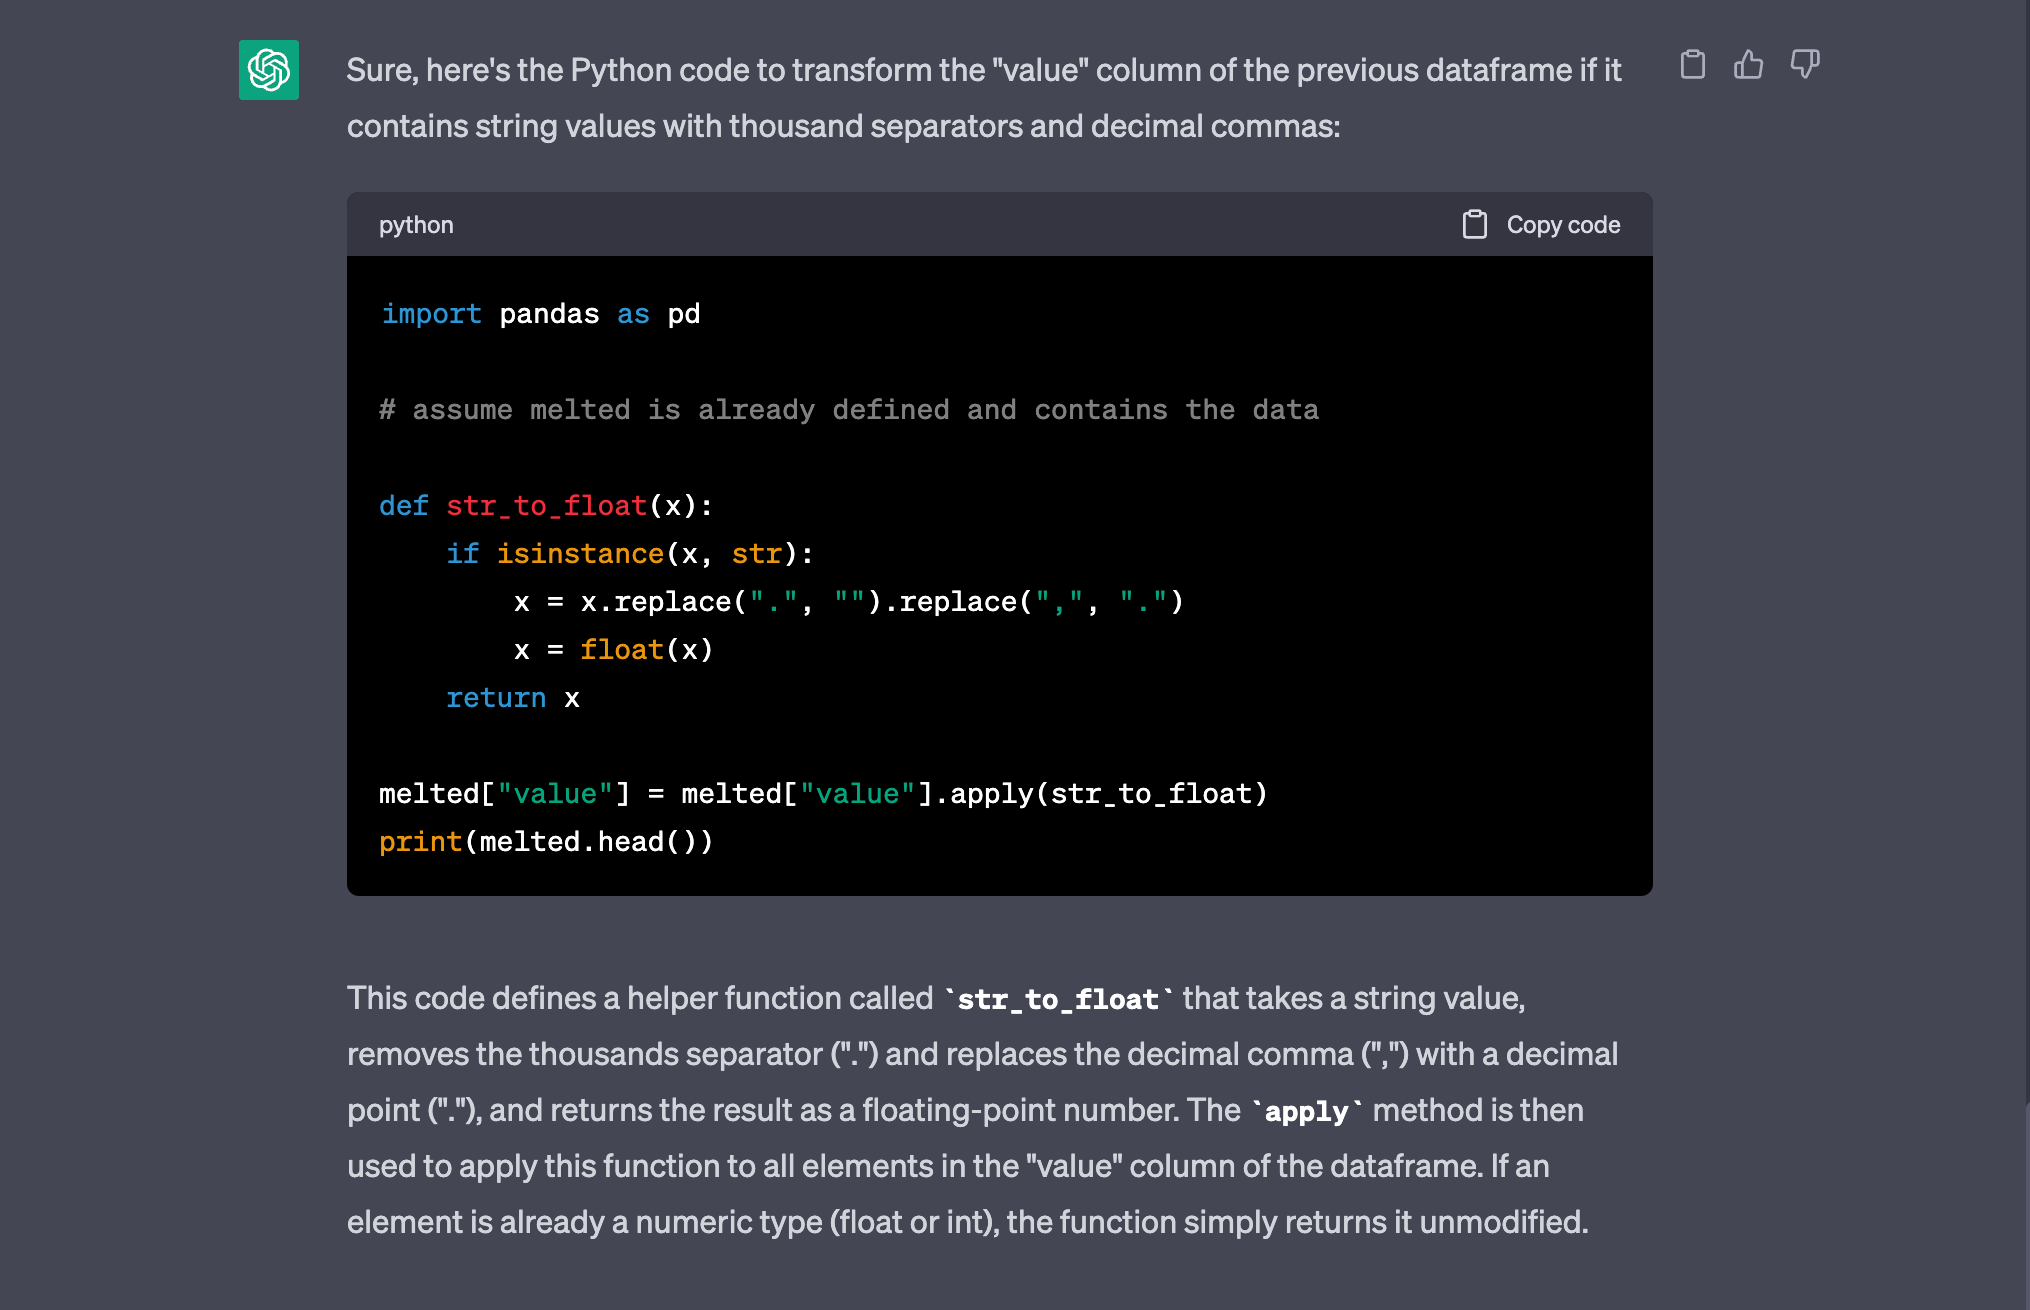 Sure, here's the Python code to transform the "value" column of the previous dataframe if it
contains string values with thousand separators and decimal commas:
python
Copy code
import pandas as pd
# assume melted is already defined and contains the data
def str_to_float(x):
    if isinstance(x, str):
        x = x.replace(".", "").replace(",", ".")
        x = float(x)
    return x
melted["value"] = melted["value"].apply(str_to_float)
print(melted.head())
This code defines a helper function called `str_to_float` that takes a string value,
removes the thousands separator (".") and replaces the decimal comma (",") with a decimal
point ("."), and returns the result as a floating-point number. The `apply` method is then
used to apply this function to all elements in the "value" column of the dataframe. If an
element is already a numeric type (float or int), the function simply returns it unmodified.